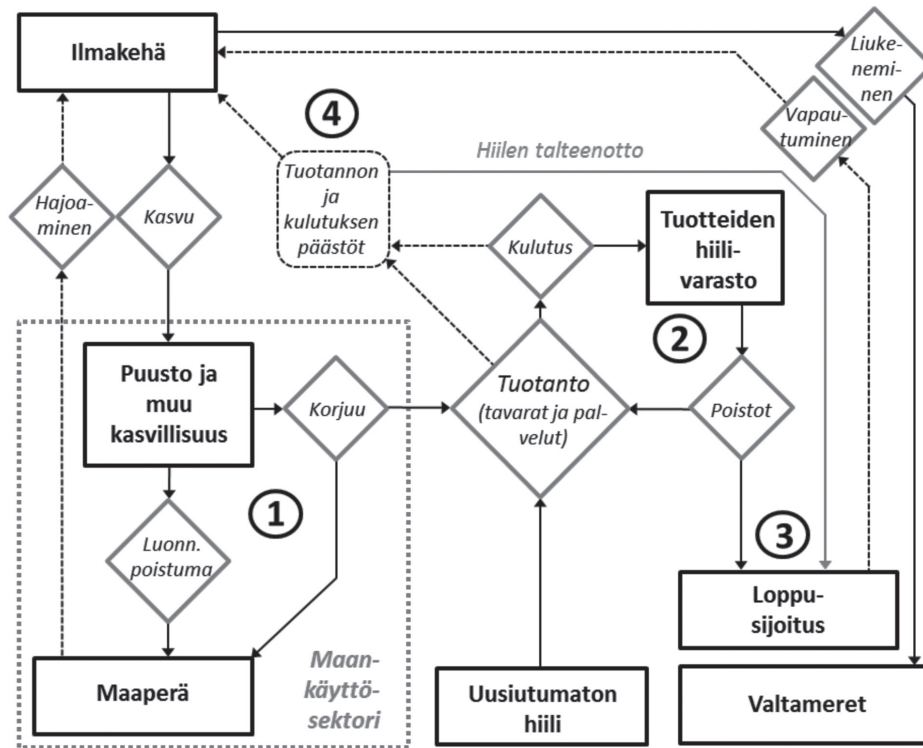 Ilmakehä
Liuke-
nemi-
nen
Vapau-
tuminen
4
Hiilen talteenotto
Tuotannon
ja
kulutuksen
päästöt
Hajoa-
minen
Kasvu
Kulutus
Tuotteiden
hiili-
varasto
2
Puusto ja
muu
kasvillisuus
Korjuu
Tuotanto
(tavarat ja pal-
velut)
Poistot
1
Luonn.
poistuma
3
Loppu-
sijoitus
Maaperä
Maan-
käyttö-
sektori
Uusiutumaton
hiili
Valtameret